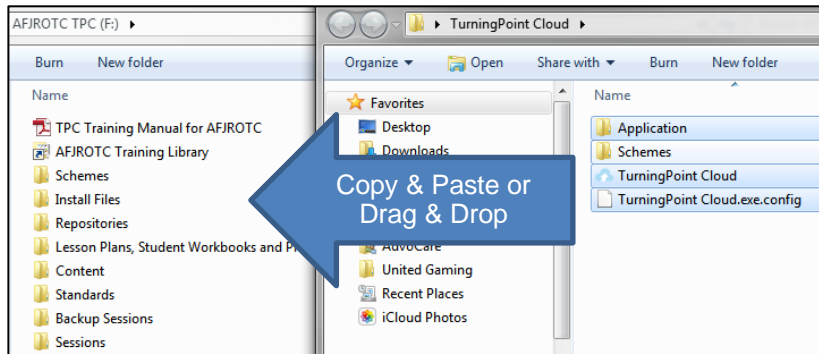 AFJROTC TPC (F:)
Burn New folder
Name
TPC Training Manual for AFJROTC
AFJROTC Training Library
Schemes
Install Files
Repositories
Lesson Plans, Student Workbooks and P
Content
Standards
Backup Sessions
Sessions
TurningPoint Cloud
Organize Open Share with Burn New folder
Favorites
Desktop
Downloads
AdvoCare
United Gaming
Recent Places
iCloud Photos
Name
Application
Schemes
TurningPoint Cloud
TurningPoint Cloud.exe.config
Copy & Paste or
Drag & Drop